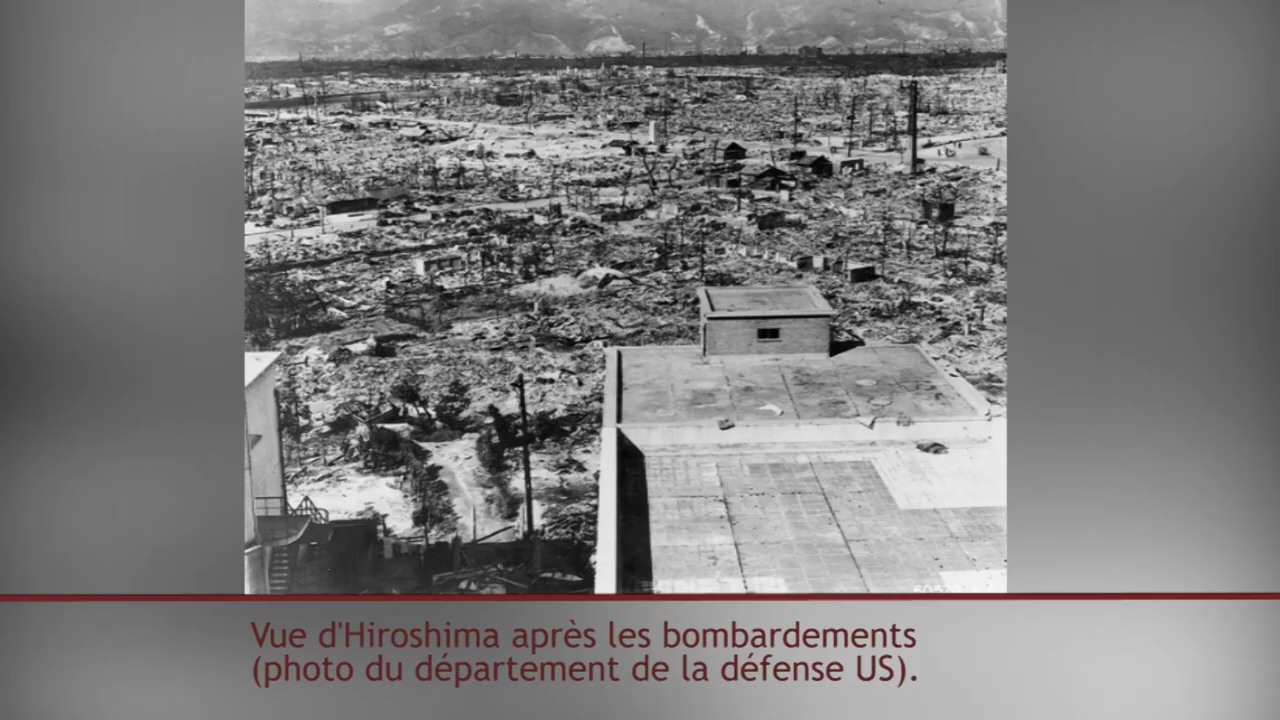 Vue d'Hiroshima après les bombardements
(photo du département de la défense US).